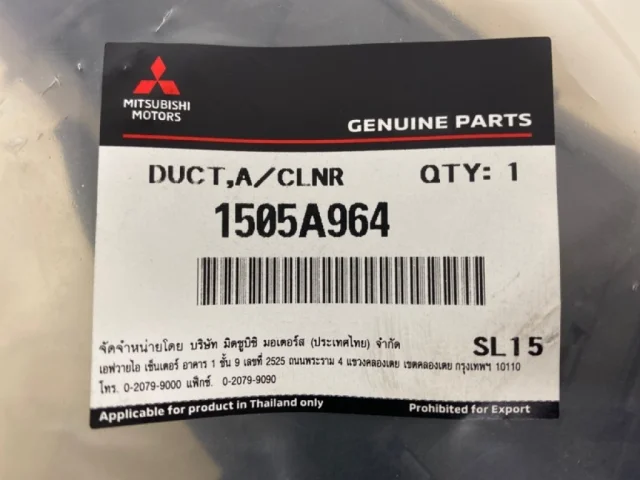 MITSUBISHI
MOTORS
GENUINE PARTS
DUCT,A/CLNR QTY: 1
1505A964
จัดจำหน่ายโดย บริษัท มิตซูบิชิ มอเตอร์ส (ประเทศไทย) จำกัด
SL15
เอฟวายไอ เซ็นเตอร์ อาคาร 1 ชั้น 9 เลขที่ 2525 ถนนพระราม 4 แขวงคลองเตย เขตคลองเตย กรุงเทพฯ 10110
โทร. 0-2079-9000 แฟ็กซ์. 0-2079-9090
Applicable for product in Thailand only Prohibited for Export